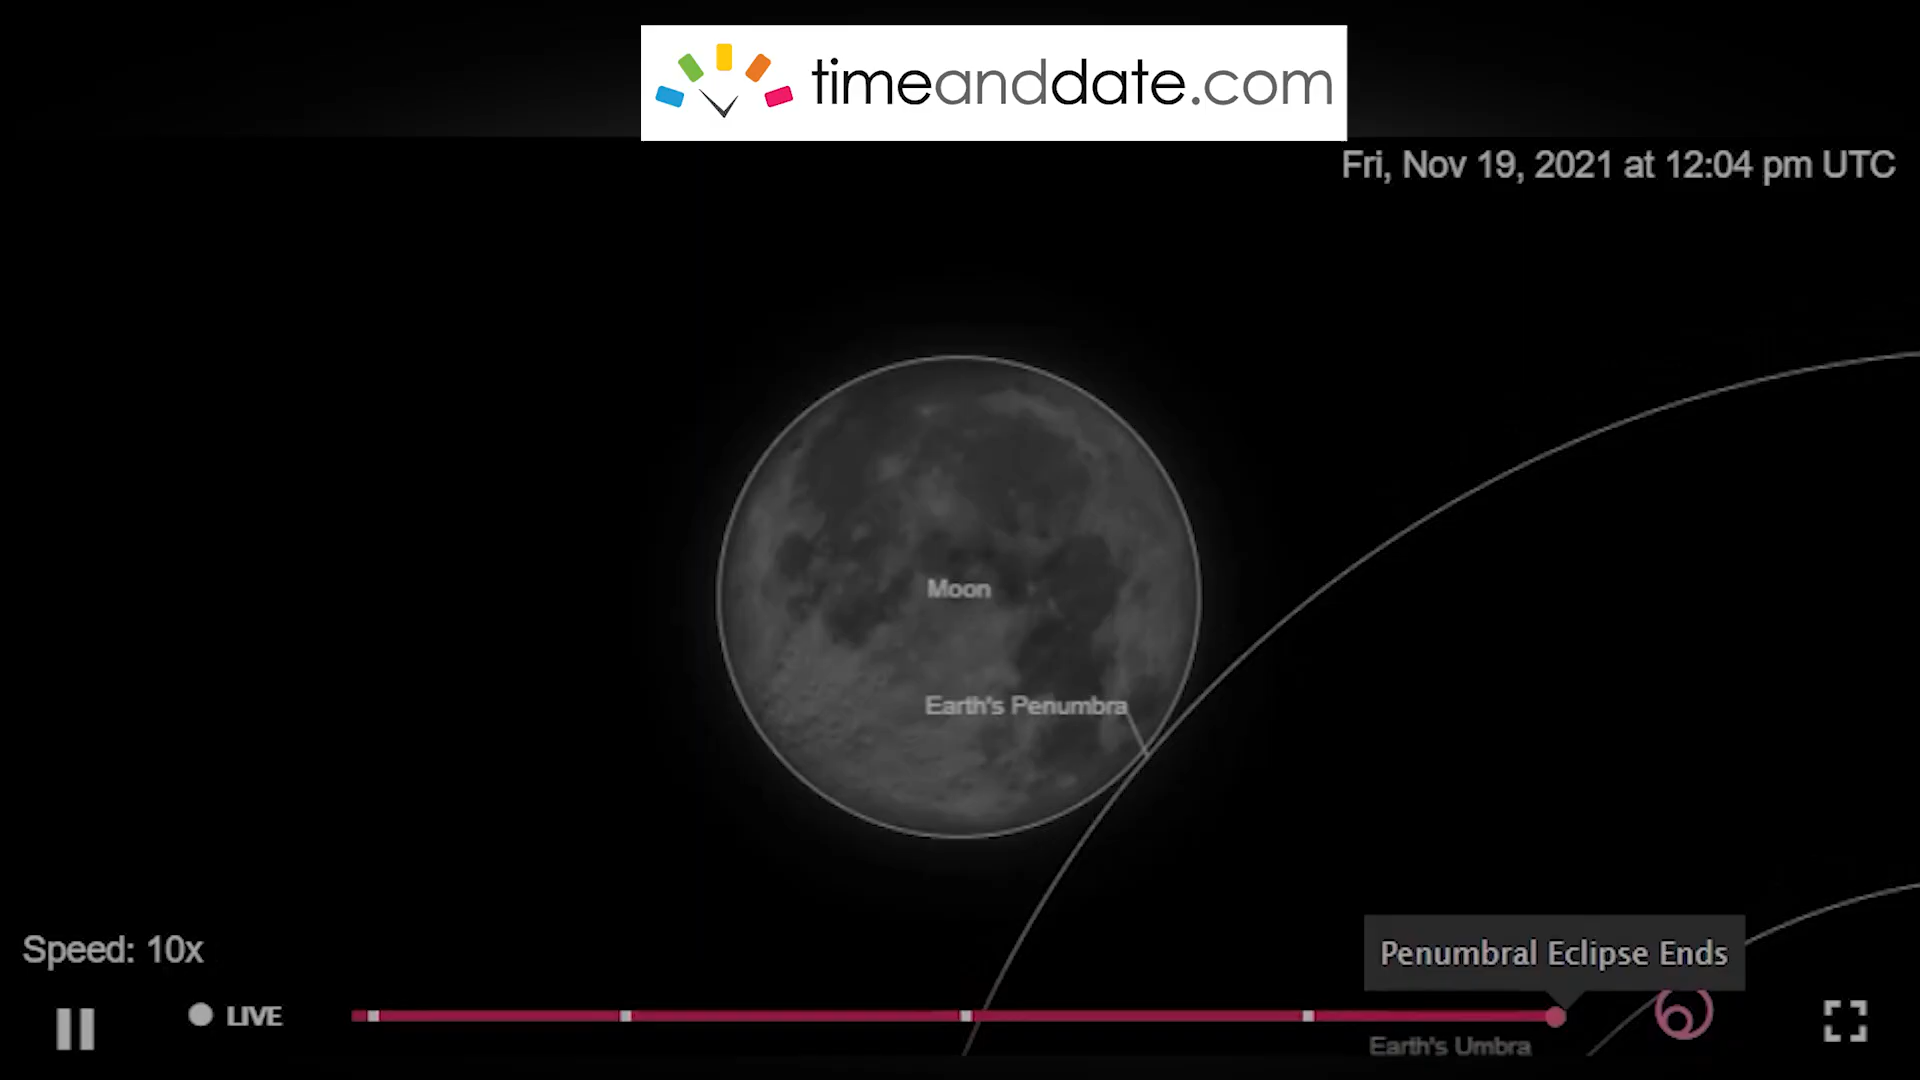 timeanddate.com
Fri, Nov 19, 2021 at 12:04 pm UTC
Moon
Earth's Penumbra
Speed: 10x
Penumbral Eclipse Ends
LIVE
Earth's Umbra